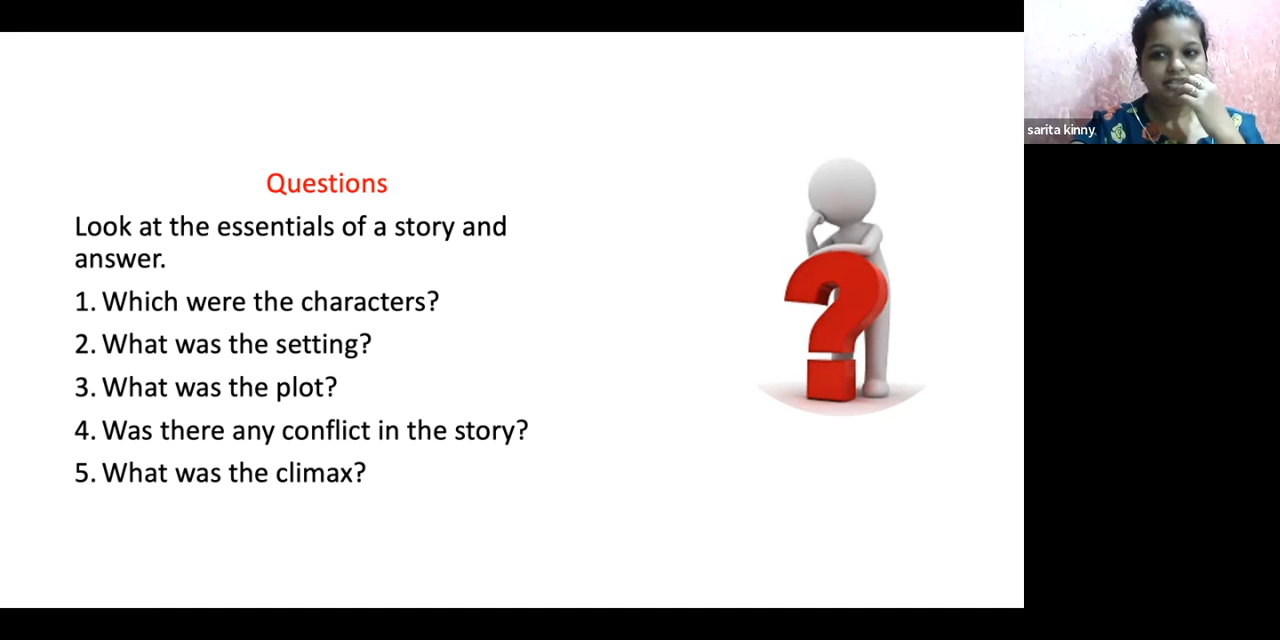 Questions
Look at the essentials of a story and
answer.
1. Which were the characters?
2. What was the setting?
3. What was the plot?
4. Was there any conflict in the story?
5. What was the climax?
sarita kinny